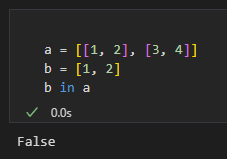 a = [[1, 2], [3, 4]]
b = [1, 2]
b in a
0.0s
False